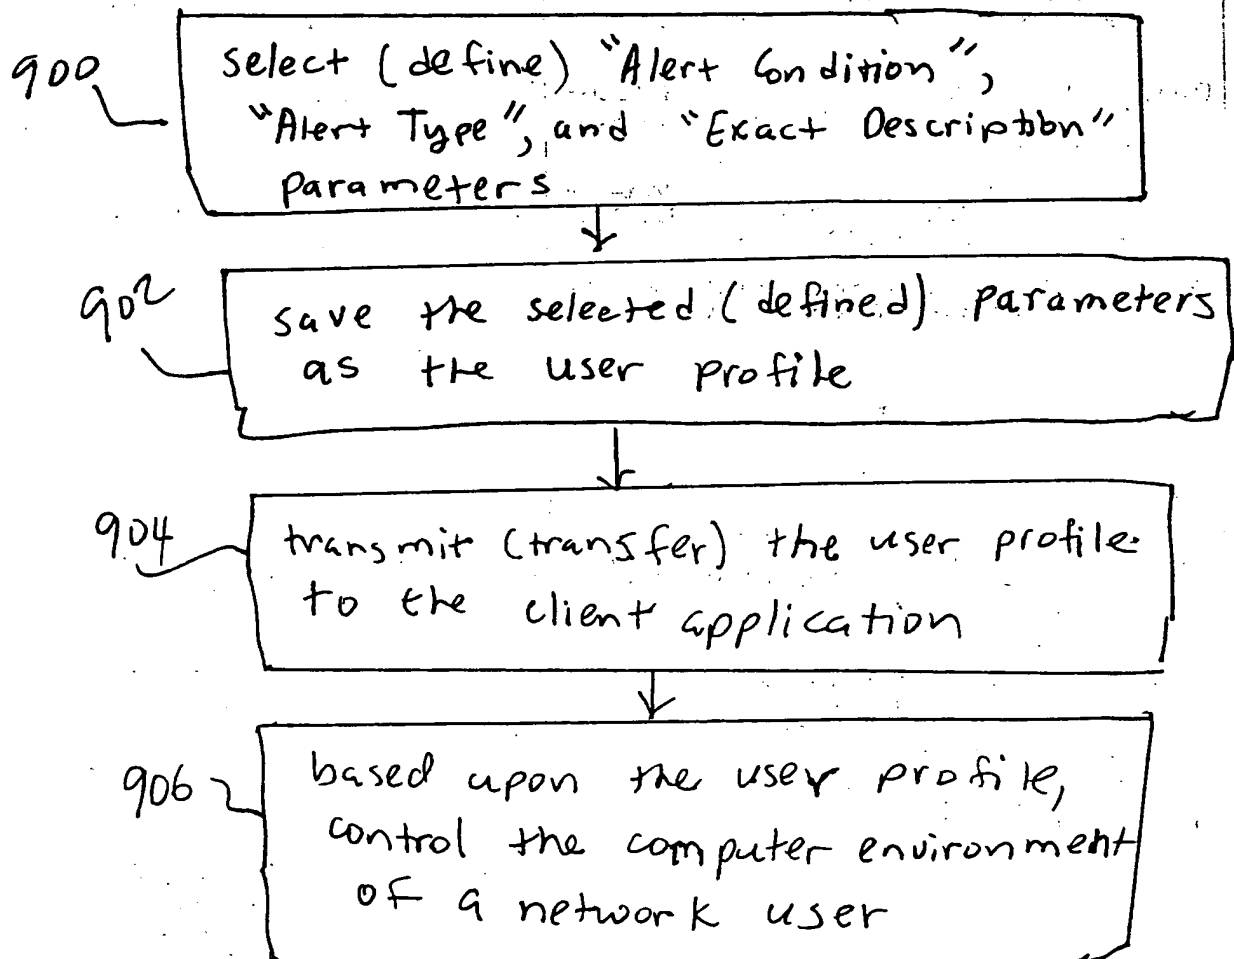 900
select (define) "Alert Condition",
"Alert Type", and "Exact Description"
parameters
902
save the selected (defined) parameters
as the user profile
904
transmit (transfer) the user profile
to the client application
906
based upon the user profile,
control the computer environment
of a network user